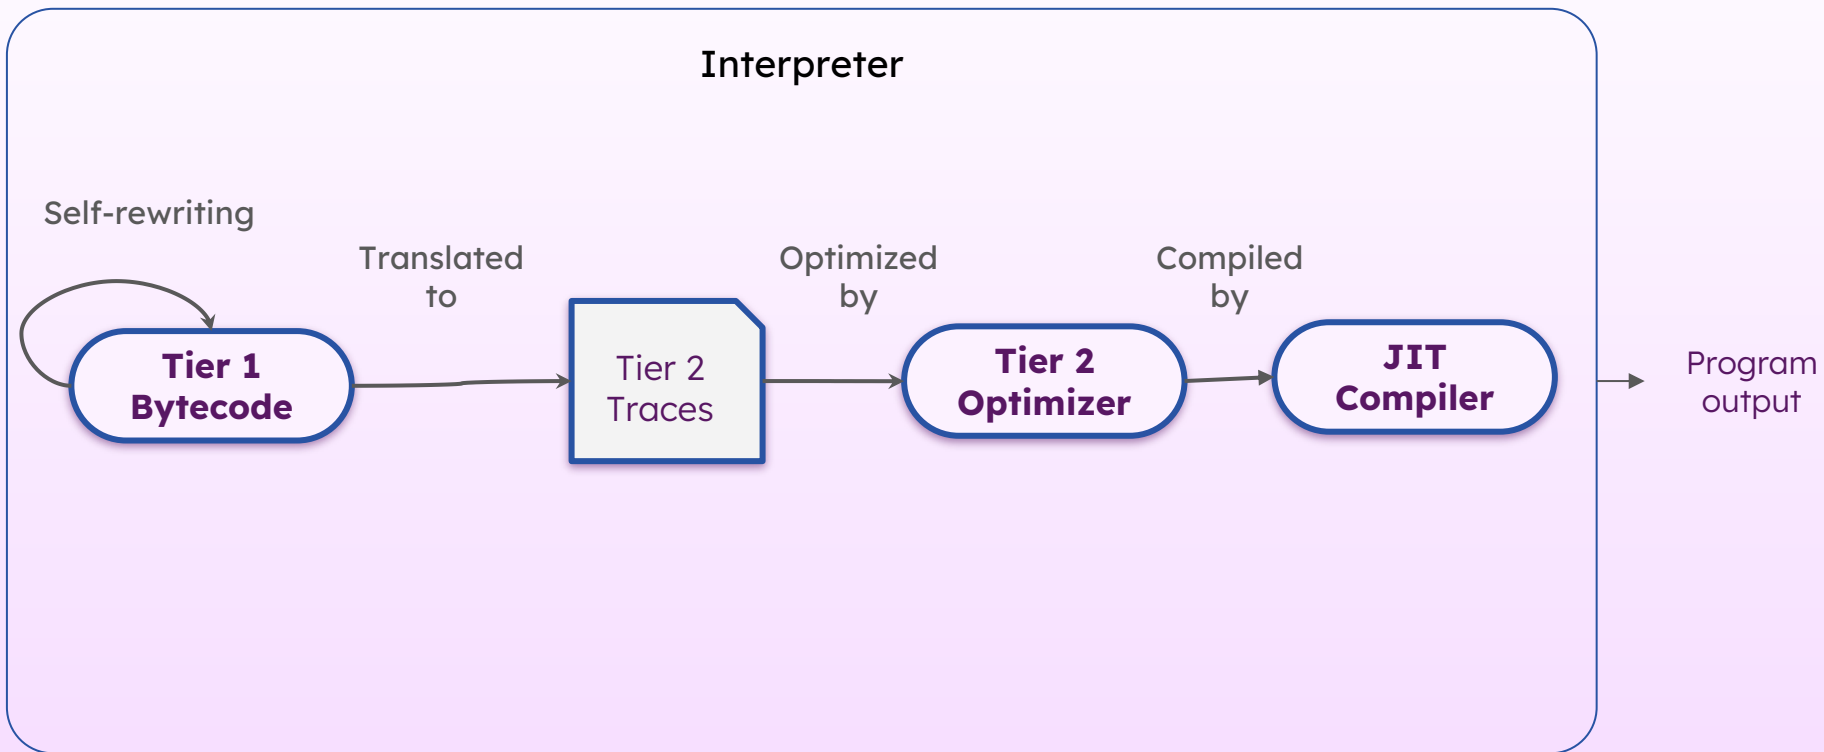 Interpreter
Self-rewriting
Translated
to
Optimized
by
Compiled
by
Tier 1
Bytecode
Tier 2
Traces
Tier 2
Optimizer
JIT
Compiler
Program
output